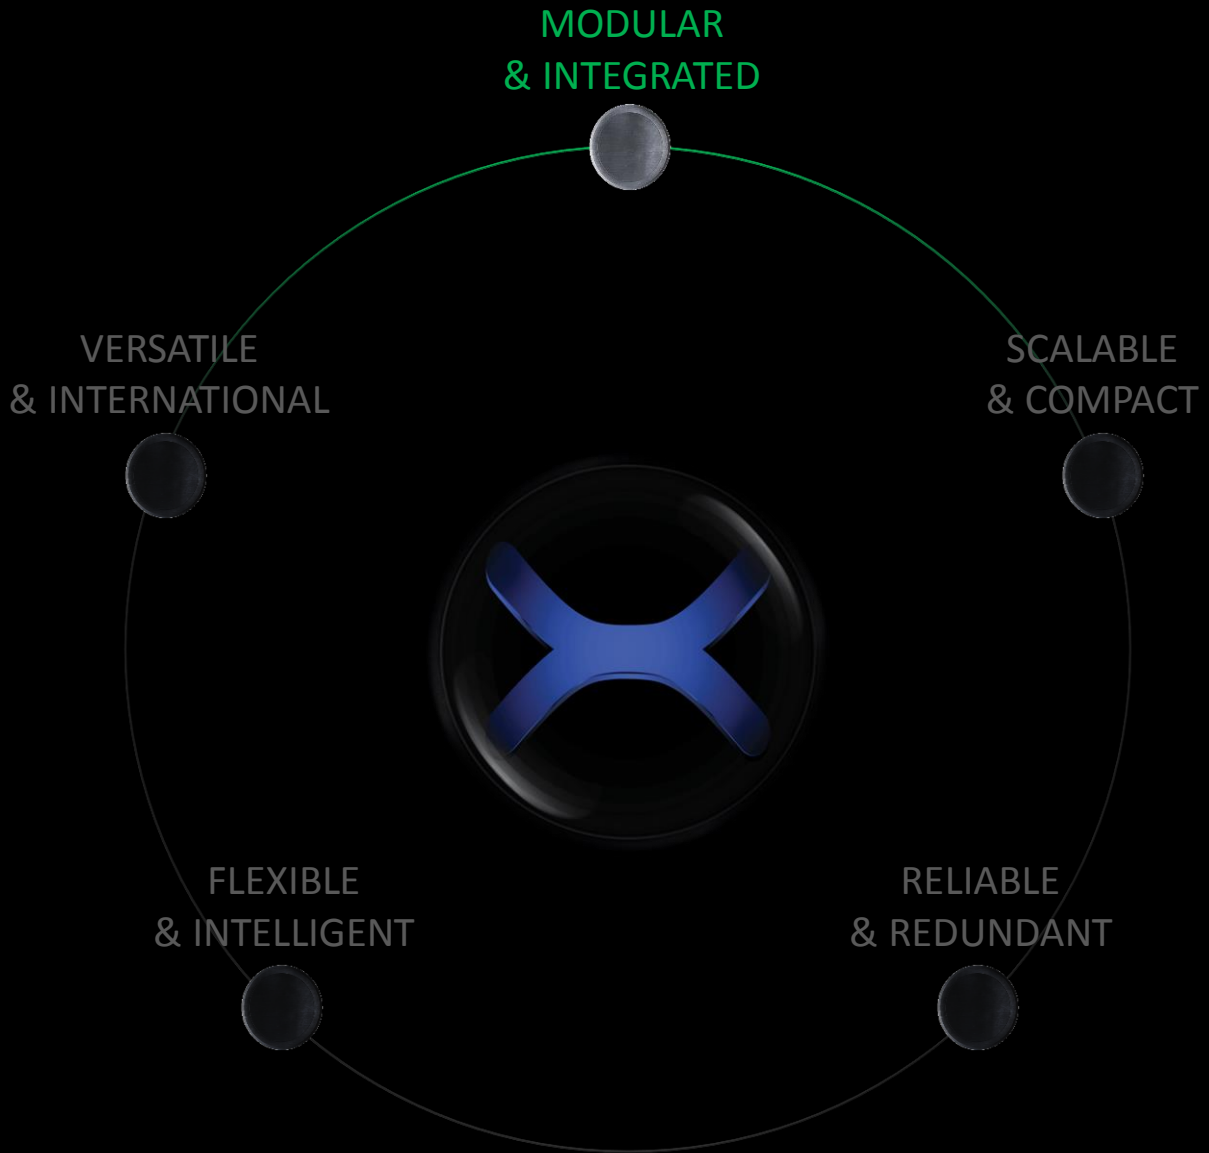 MODULAR
& INTEGRATED
VERSATILE
& INTERNATIONAL
SCALABLE
& COMPACT
FLEXIBLE
& INTELLIGENT
RELIABLE
& REDUNDANT